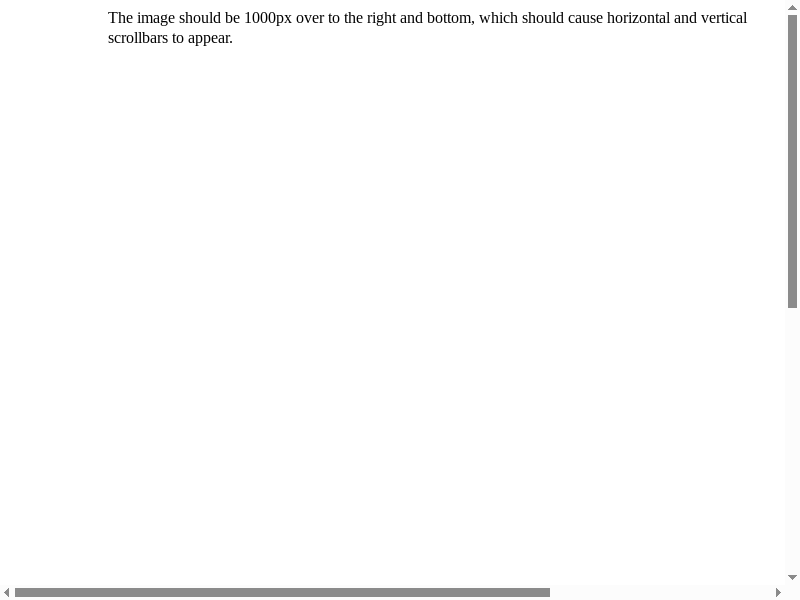 The image should be 1000px over to the right and bottom, which should cause horizontal and vertical
scrollbars to appear.